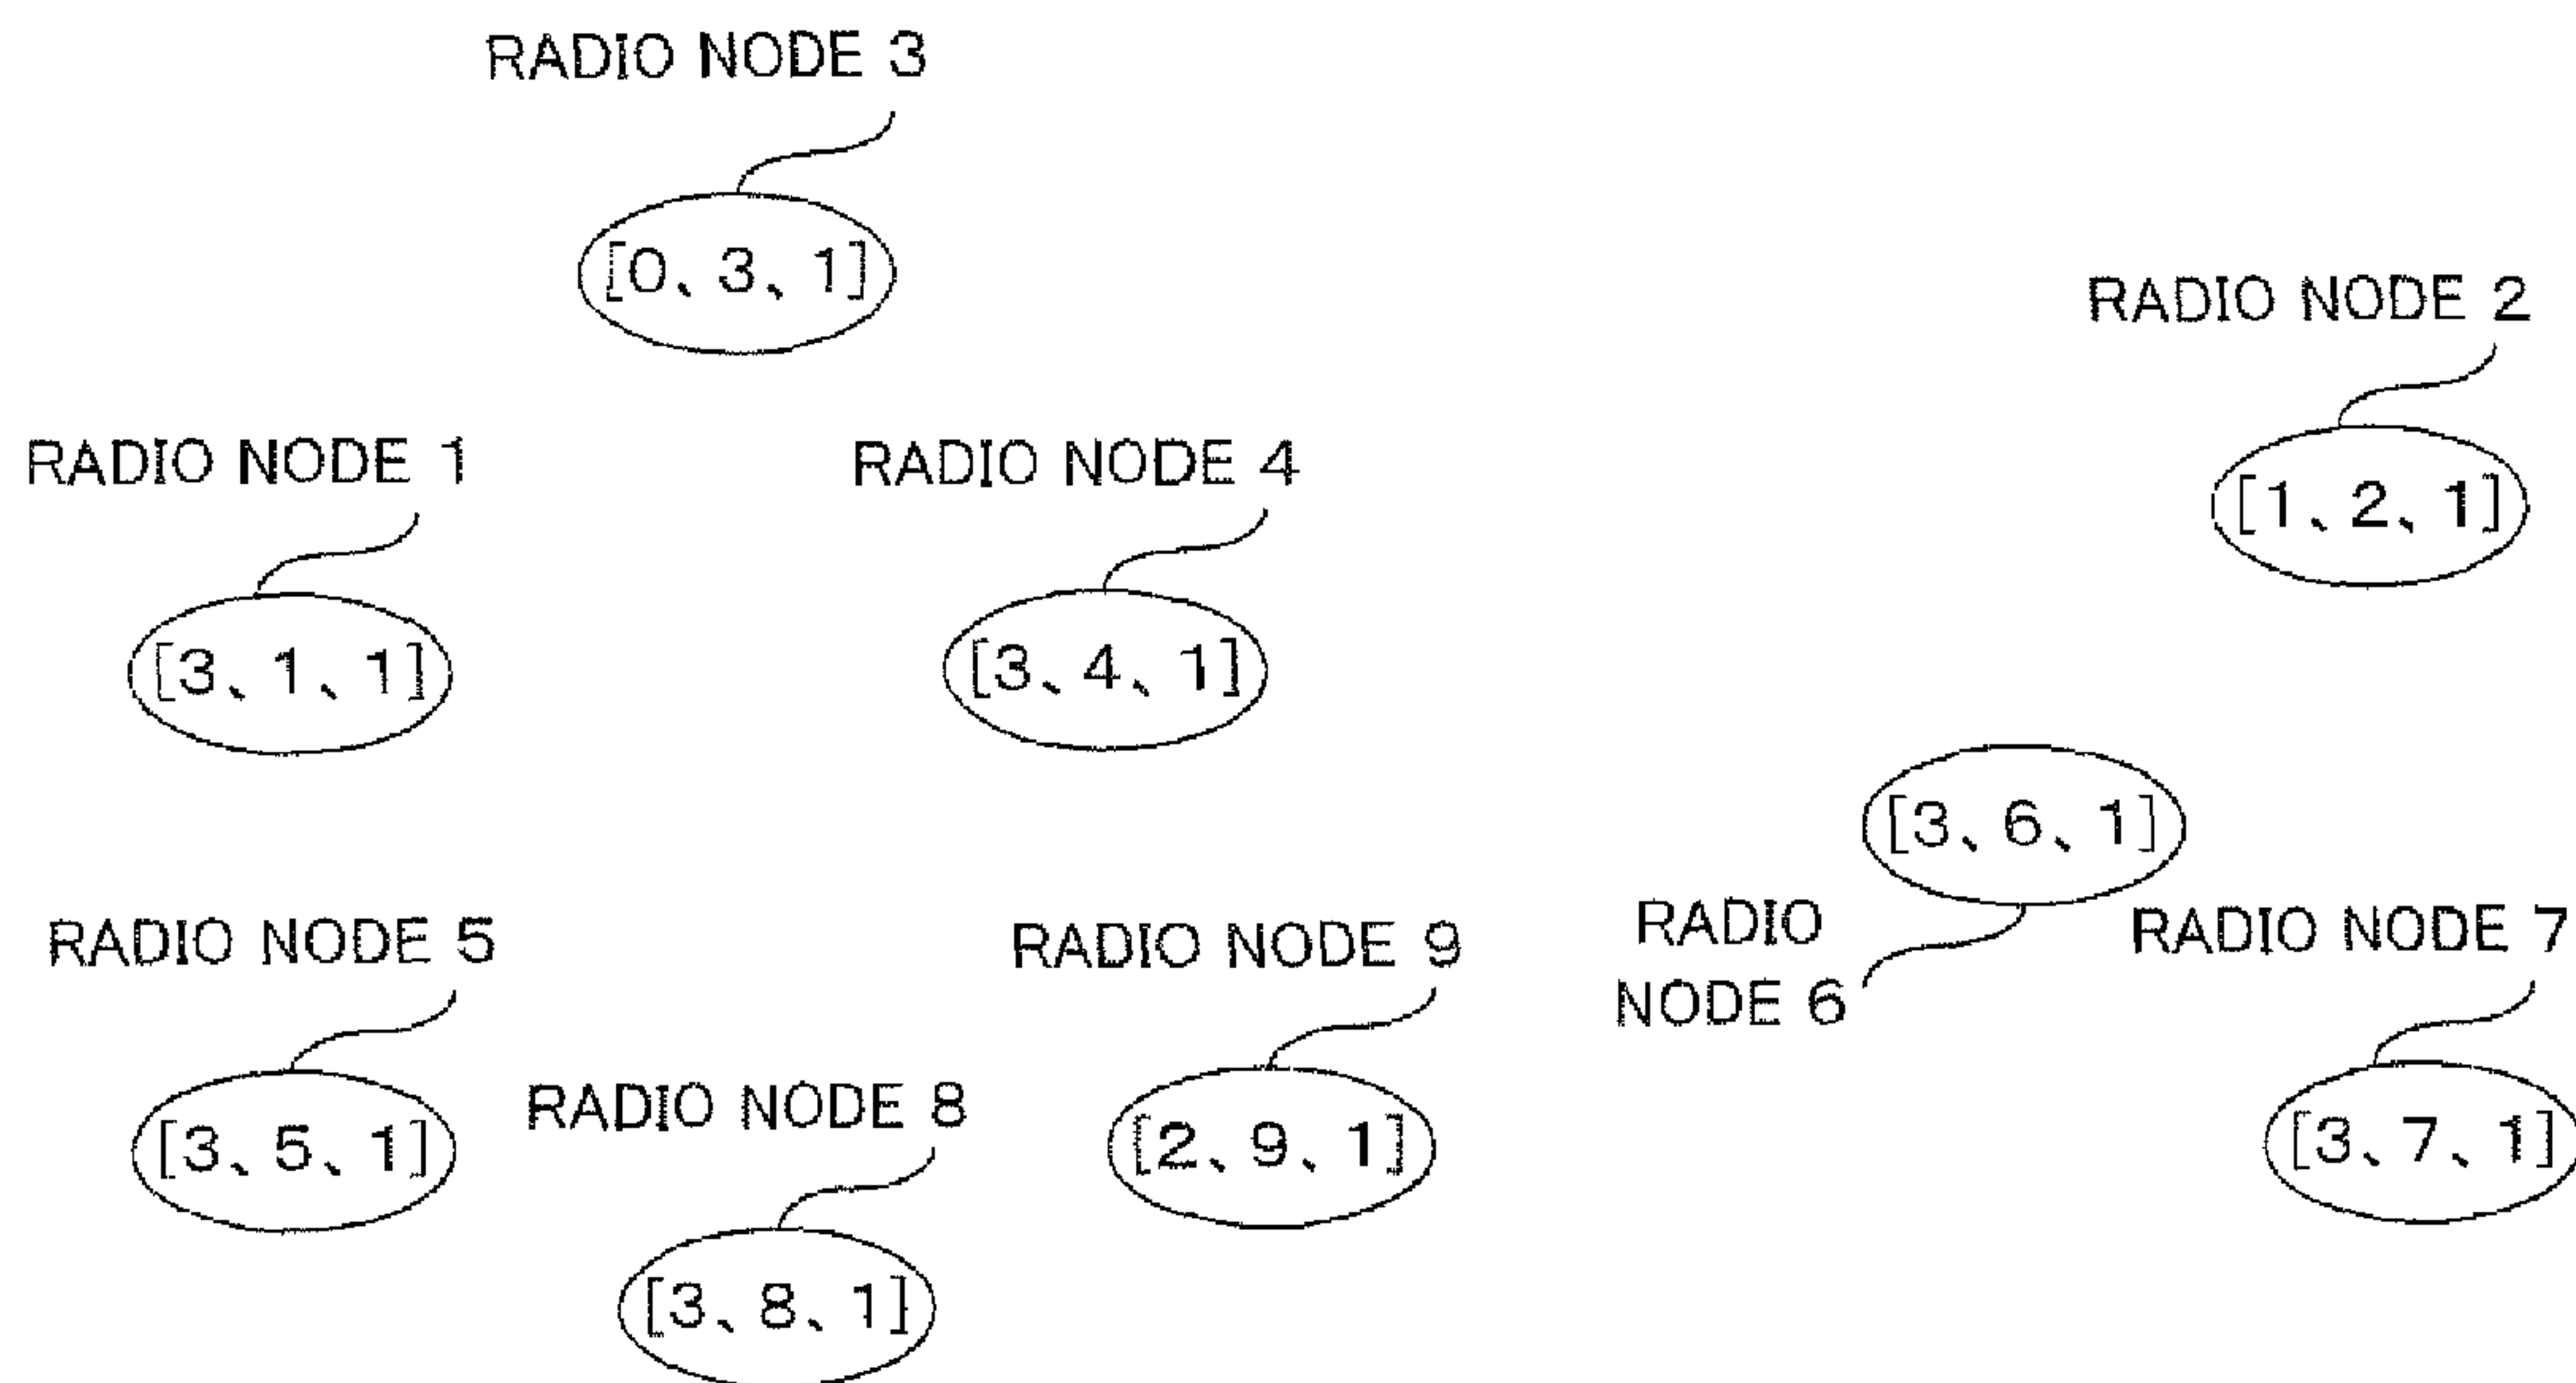 RADIO NODE 3
[0、3、1]
RADIO NODE 2
[1、2、1]
RADIO NODE 1
[3、1、1]
RADIO NODE 4
[3、4、1]
[3、6、1]
RADIO
NODE 6
RADIO NODE 5
[3、5、1]
RADIO NODE 9
[2、9、1]
RADIO NODE 7
[3、7、1]
RADIO NODE 8
[3、8、1]